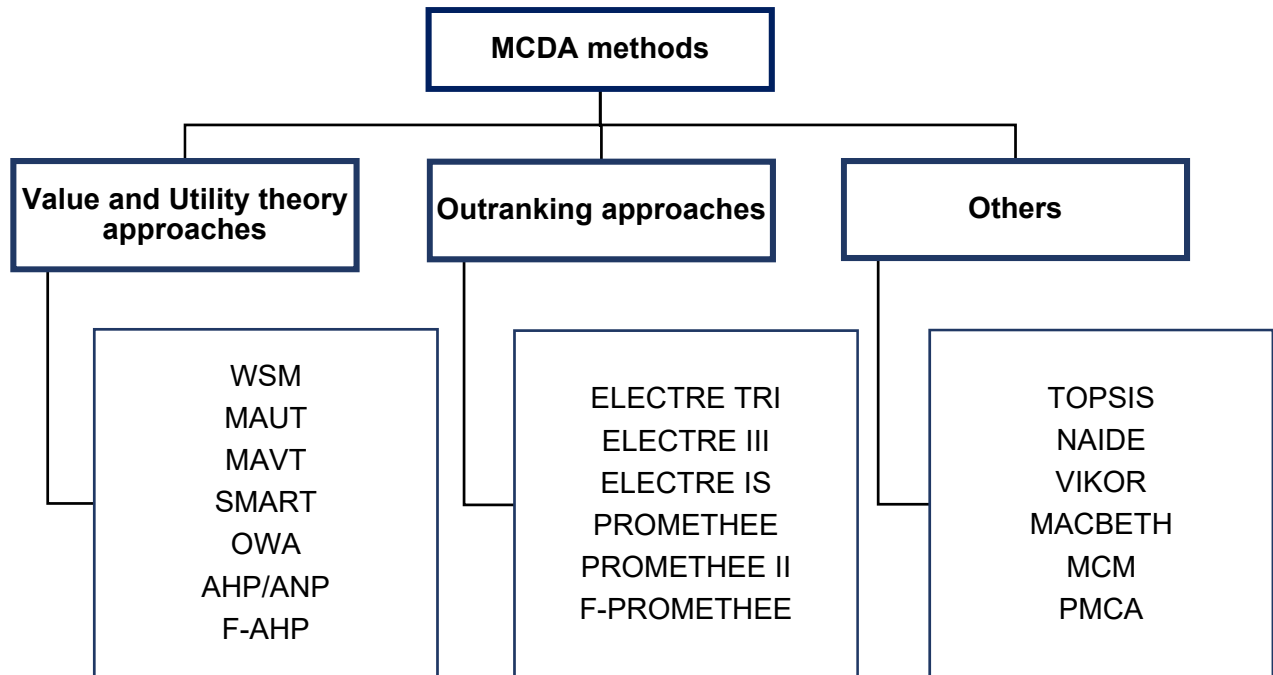 MCDA methods
Value and Utility theory
approaches
Outranking approaches
Others
WSM
MAUT
MAVT
SMART
OWA
AHP/ANP
F-AHP
ELECTRE TRI
ELECTRE III
ELECTRE IS
PROMETHEE
PROMETHEE II
F-PROMETHEE
TOPSIS
NAIDE
VIKOR
MACBETH
MCM
PMCA